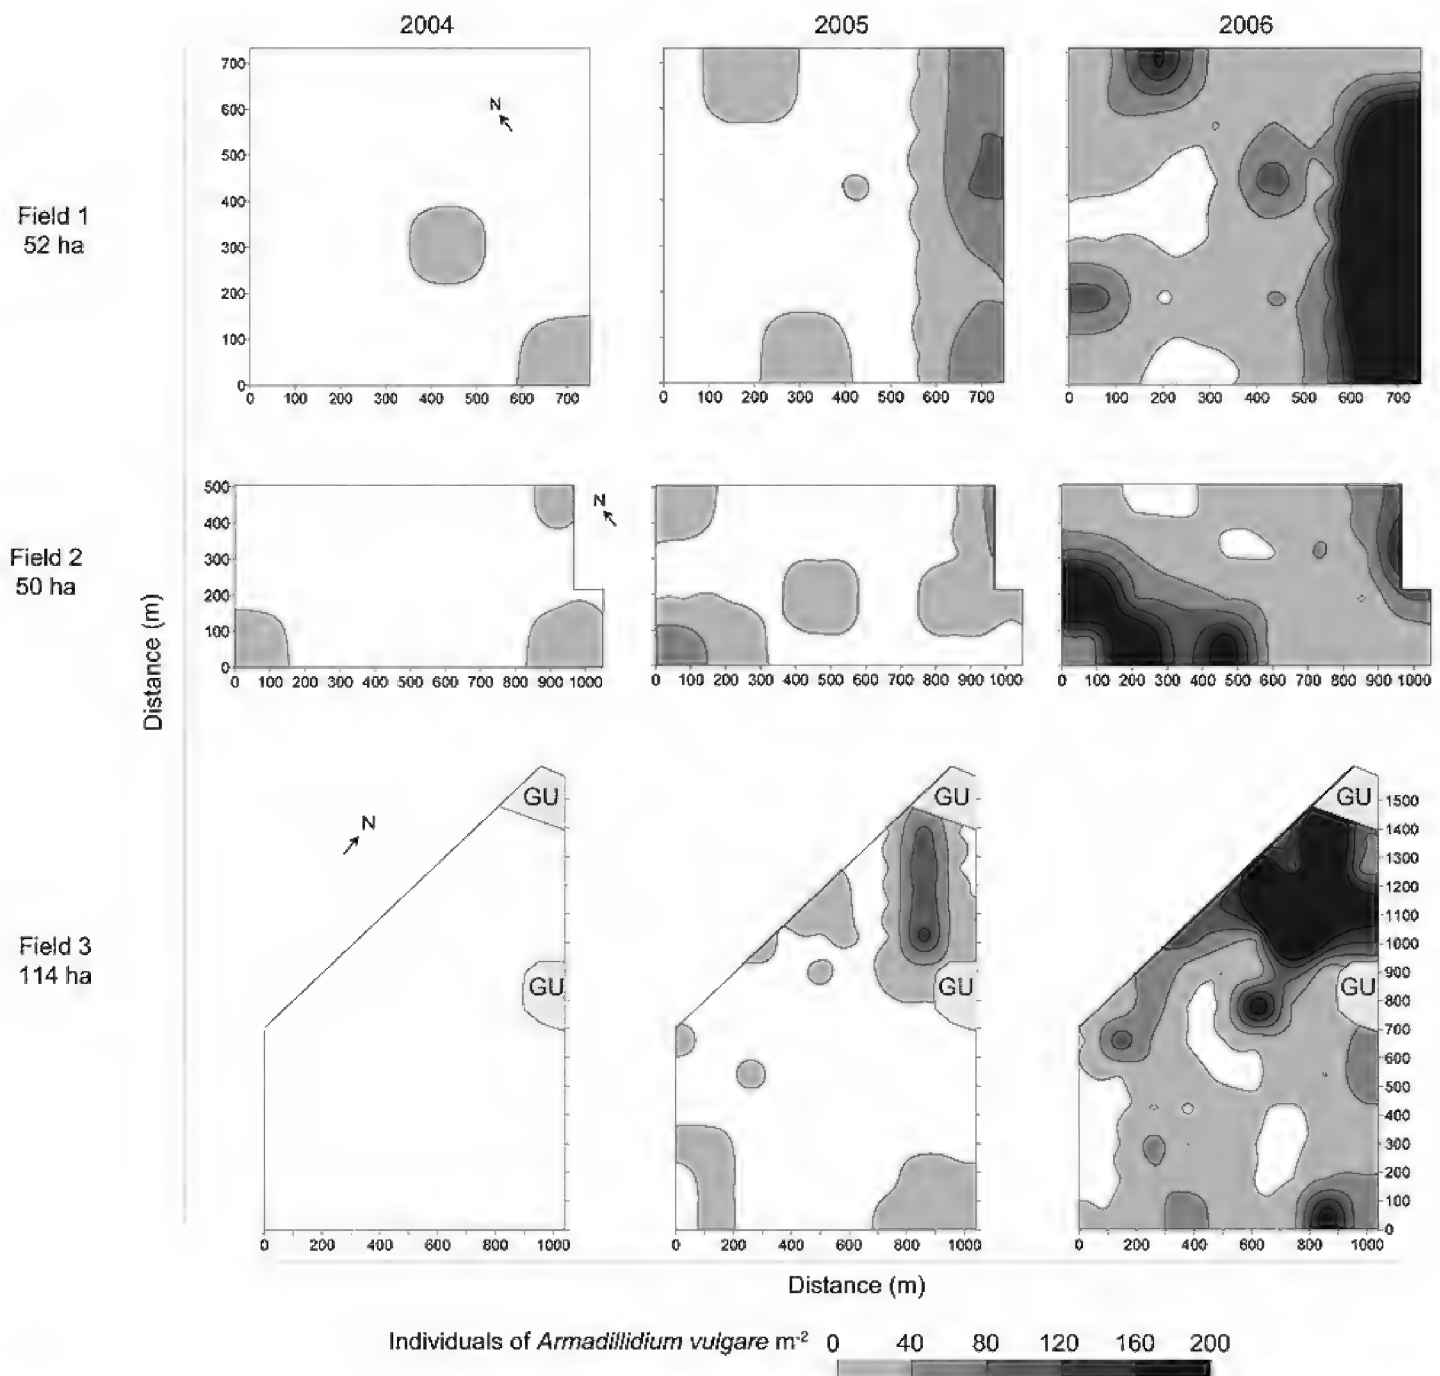 2004 2005 2006
700
600 N
500
Field 1
52 ha
400
300
200
100
0
0 100 200 300 400 500 600 700 0 100 200 300 400 500 600 700 0 100 200 300 400 500 600 700
500 N
400
Field 2
50 ha
300
200
100
0
0 100 200 300 400 500 600 700 800 900 1000 0 100 200 300 400 500 600 700 800 900 1000 0 100 200 300 400 500 600 700 800 900 1000
Distance (m)
GU GU GU 1500
N 1400
1300
1200
1100
Field 3
114 ha
1000
900
GU GU GU
800
700
600
500
400
300
200
100
0
0 200 400 600 800 1000 0 200 400 600 800 1000 0 200 400 600 800 1000
Distance (m)
Individuals of Armadillidium vulgare m-2 0 40 80 120 160 200